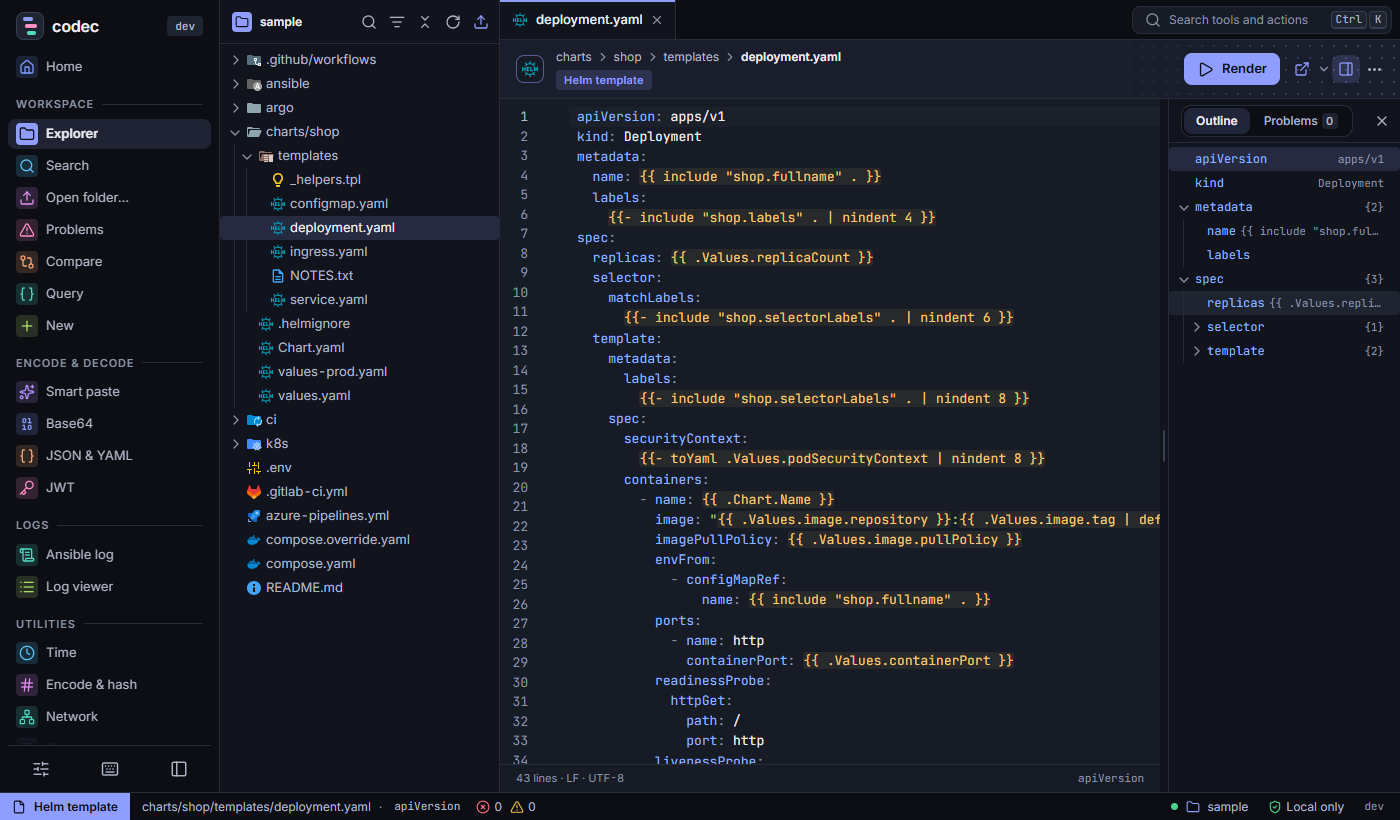 codec
dev
Home
WORKSPACE
Explorer
Search
Open folder...
Problems
Compare
Query
New
ENCODE & DECODE
Smart paste
Base64
JSON & YAML
JWT
LOGS
Ansible log
Log viewer
UTILITIES
Time
Encode & hash
Network
sample
.github/workflows
ansible
argo
charts/shop
templates
_helpers.tpl
configmap.yaml
deployment.yaml
ingress.yaml
NOTES.txt
service.yaml
.helmignore
Chart.yaml
values-prod.yaml
values.yaml
ci
k8s
.env
.gitlab-ci.yml
azure-pipelines.yml
compose.override.yaml
compose.yaml
README.md
deployment.yaml
Search tools and actions Ctrl K
charts > shop > templates > deployment.yaml
Helm template
Render
1 apiVersion: apps/v1
2 kind: Deployment
3 metadata:
4   name: {{ include "shop.fullname" . }}
5   labels:
6     {{- include "shop.labels" . | nindent 4 }}
7 spec:
8   replicas: {{ .Values.replicaCount }}
9   selector:
10     matchLabels:
11       {{- include "shop.selectorLabels" . | nindent 6 }}
12   template:
13     metadata:
14       labels:
15         {{- include "shop.selectorLabels" . | nindent 8 }}
16     spec:
17       securityContext:
18         {{- toYaml .Values.podSecurityContext | nindent 8 }}
19       containers:
20         - name: {{ .Chart.Name }}
21           image: "{{ .Values.image.repository }}:{{ .Values.image.tag | def
22           imagePullPolicy: {{ .Values.image.pullPolicy }}
23           envFrom:
24             - configMapRef:
25                 name: {{ include "shop.fullname" . }}
26           ports:
27             - name: http
28               containerPort: {{ .Values.containerPort }}
29           readinessProbe:
30             httpGet:
31               path: /
32               port: http
33           livenessProbe:
34
43 lines · LF · UTF-8
apiVersion
Outline
Problems 0
apiVersion apps/v1
kind Deployment
metadata {2}
name {{ include "shop.ful…
labels
spec {3}
replicas {{ .Values.repli…
selector {1}
template {2}
Helm template
charts/shop/templates/deployment.yaml · apiVersion
0
0
sample
Local only
dev